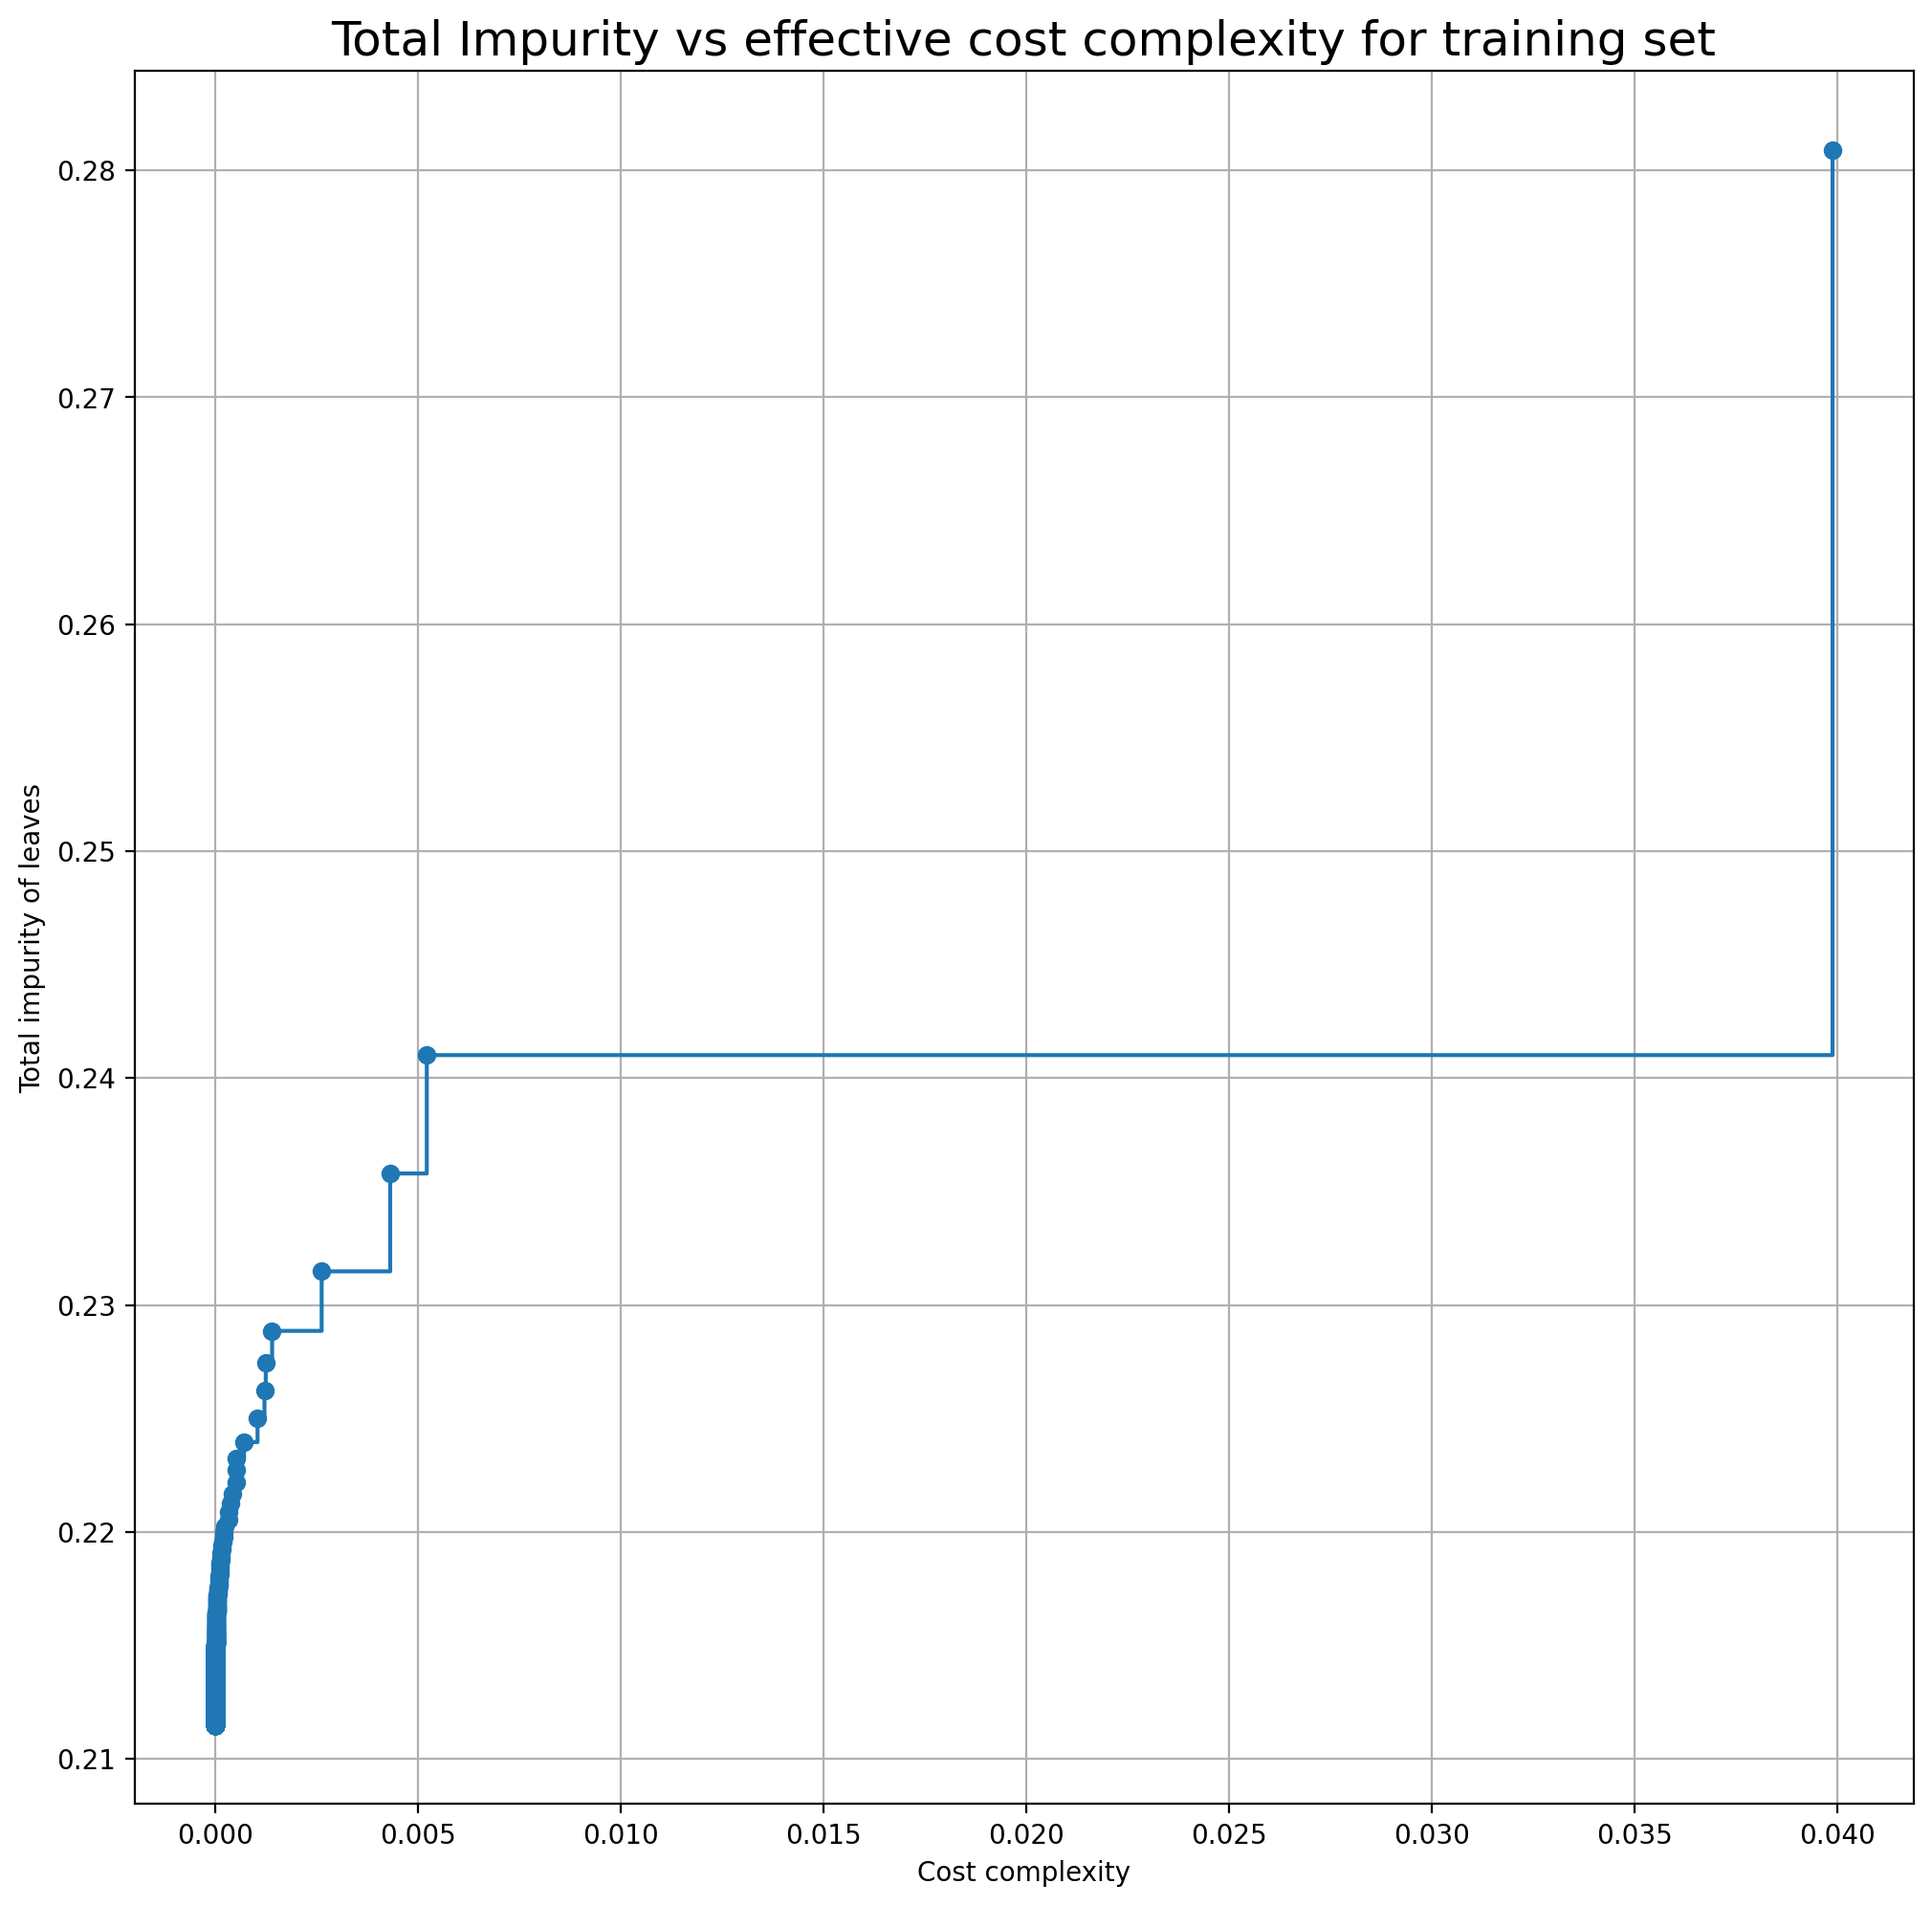 Total Impurity vs effective cost complexity for training set
0.28
0.27
0.26
0.25
0.24
0.23
0.22
0.21
Total impurity of leaves
0.000 0.005 0.010 0.015 0.020 0.025 0.030 0.035 0.040
Cost complexity